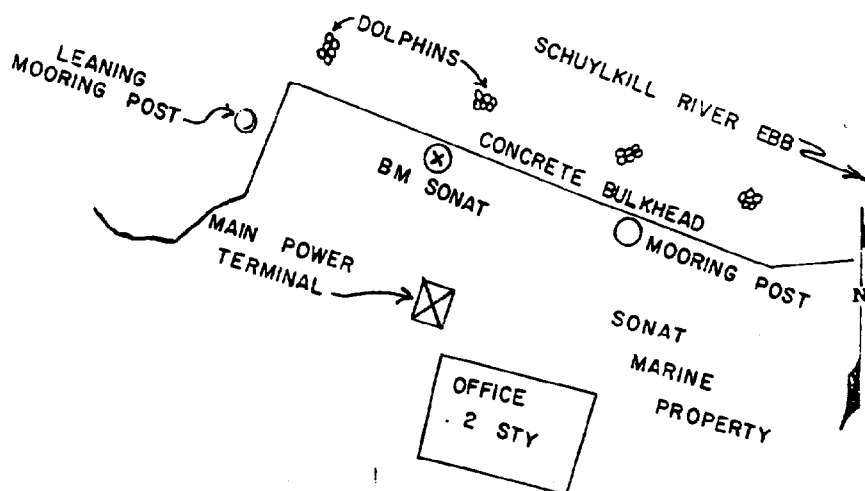 DOLPHINS
SCHUYLKILL RIVER EBB
LEANING
MOORING POST
CONCRETE BULKHEAD
BM SONAT
MAIN POWER
TERMINAL
MOORING POST
N
SONAT
MARINE
PROPERTY
OFFICE
2 STY